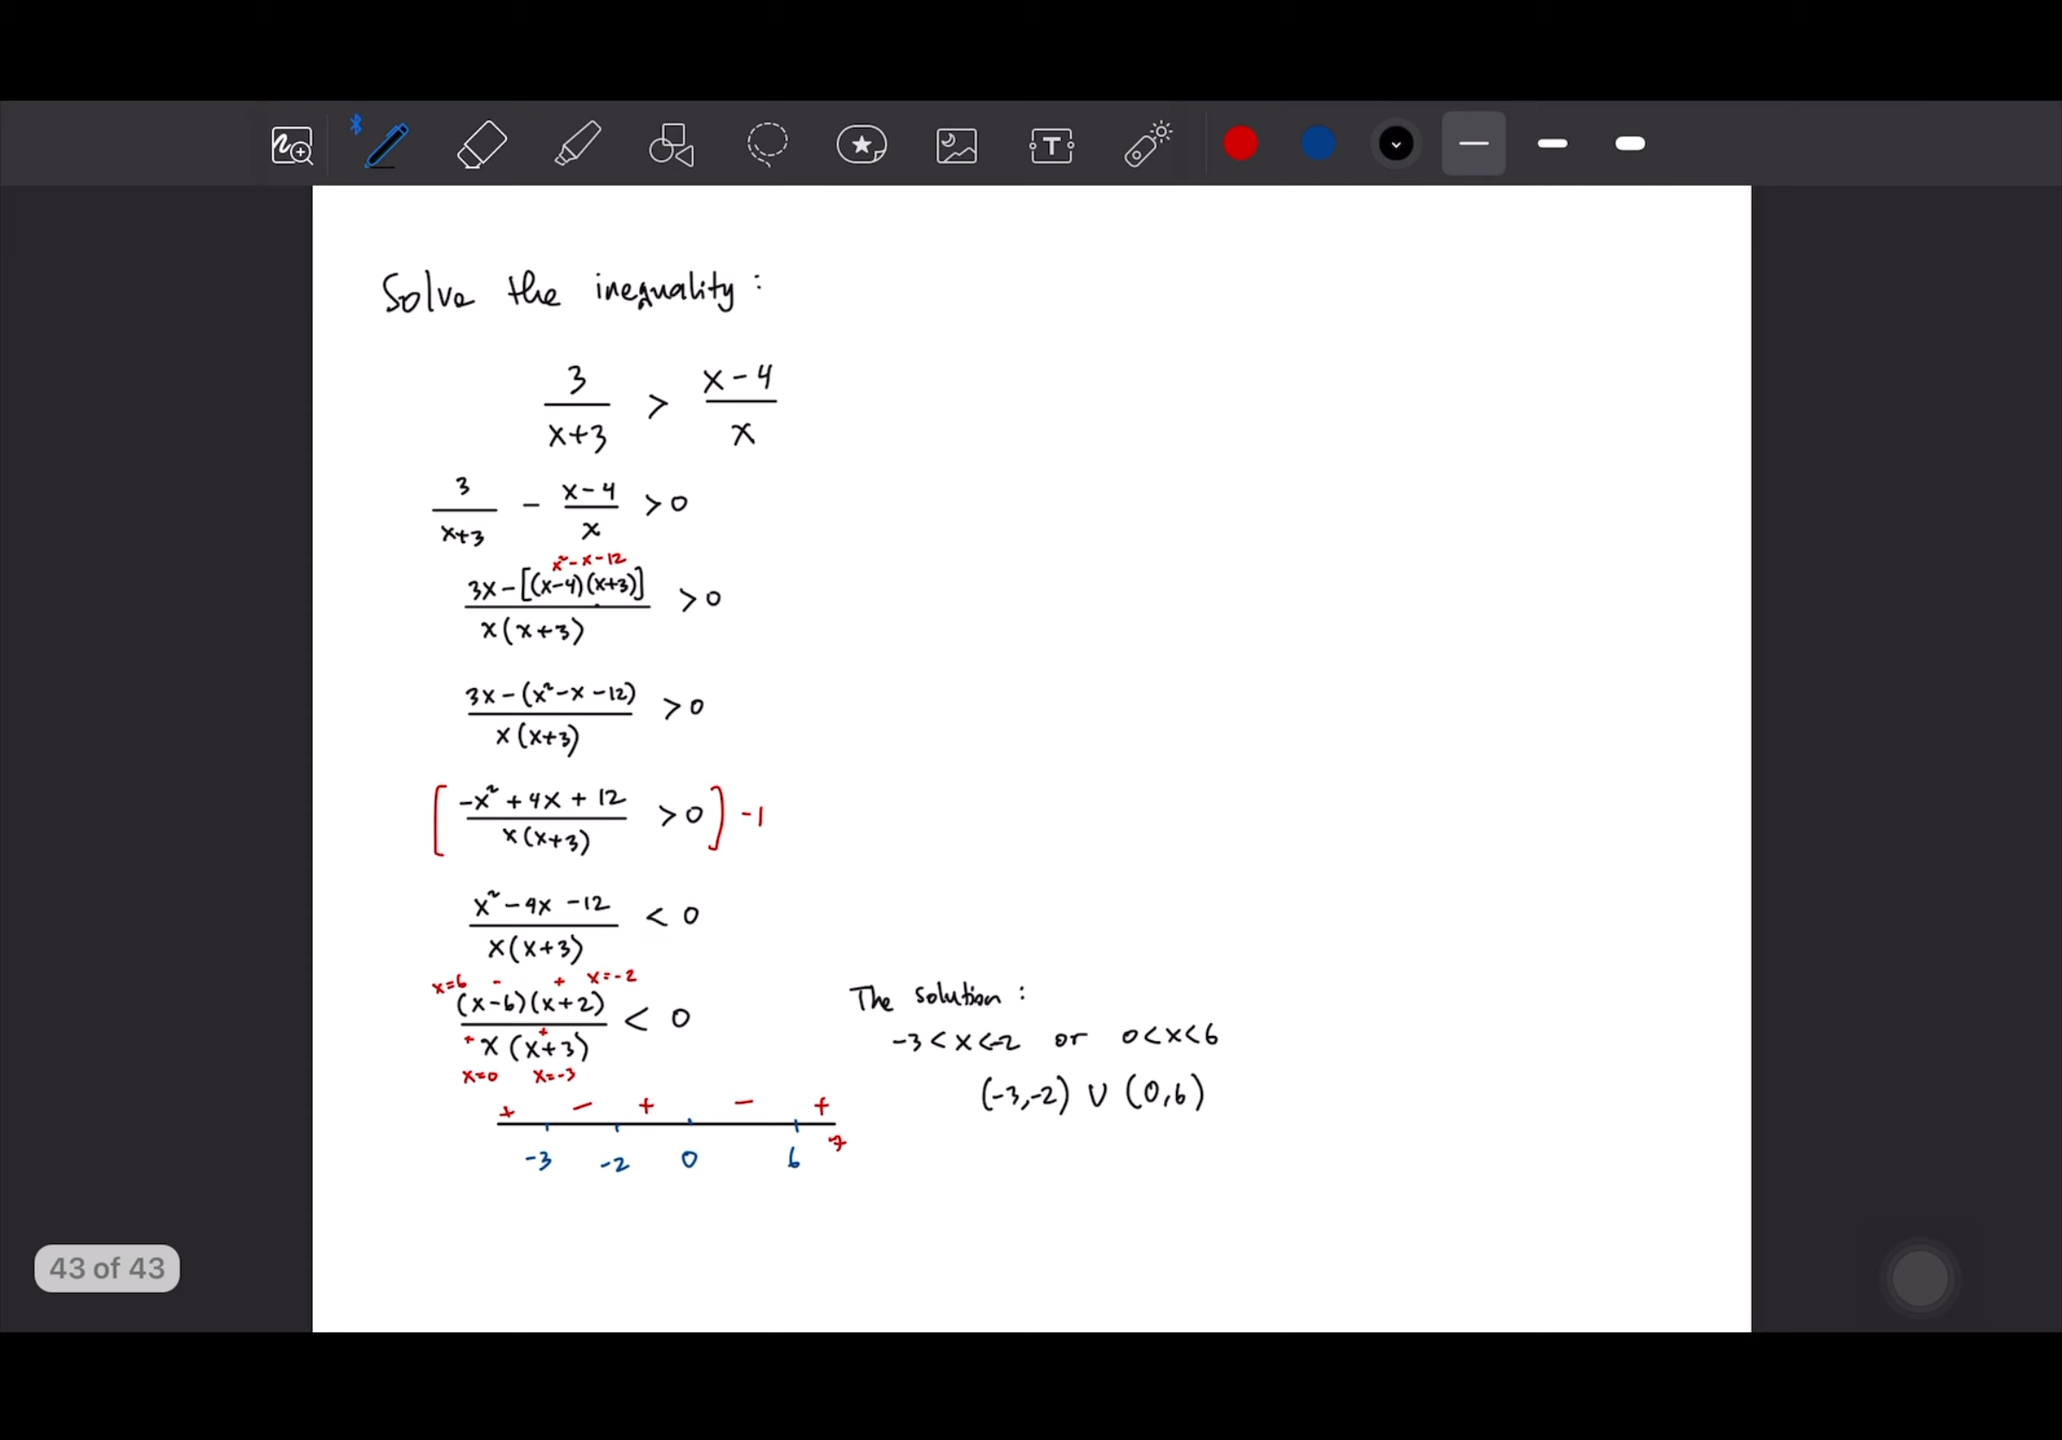 Solve the inequality :
3/(x+3) > (x-4)/x
3/(x+3) - (x-4)/x > 0
x² - x - 12
(3x - [(x-4)(x+3)])/(x(x+3)) > 0
(3x - (x² - x - 12))/(x(x+3)) > 0
[(-x² + 4x + 12)/(x(x+3)) > 0] -1
(x² - 4x - 12)/(x(x+3)) < 0
x=6 - + x=-2
((x-6)(x+2))/(x(x+3)) < 0
+ +
x=0 x=-3
+ - + - +
7
-3 -2 0 6
The solution :
-3 < x < -2 or 0 < x < 6
(-3,-2) ∪ (0,6)
43 of 43